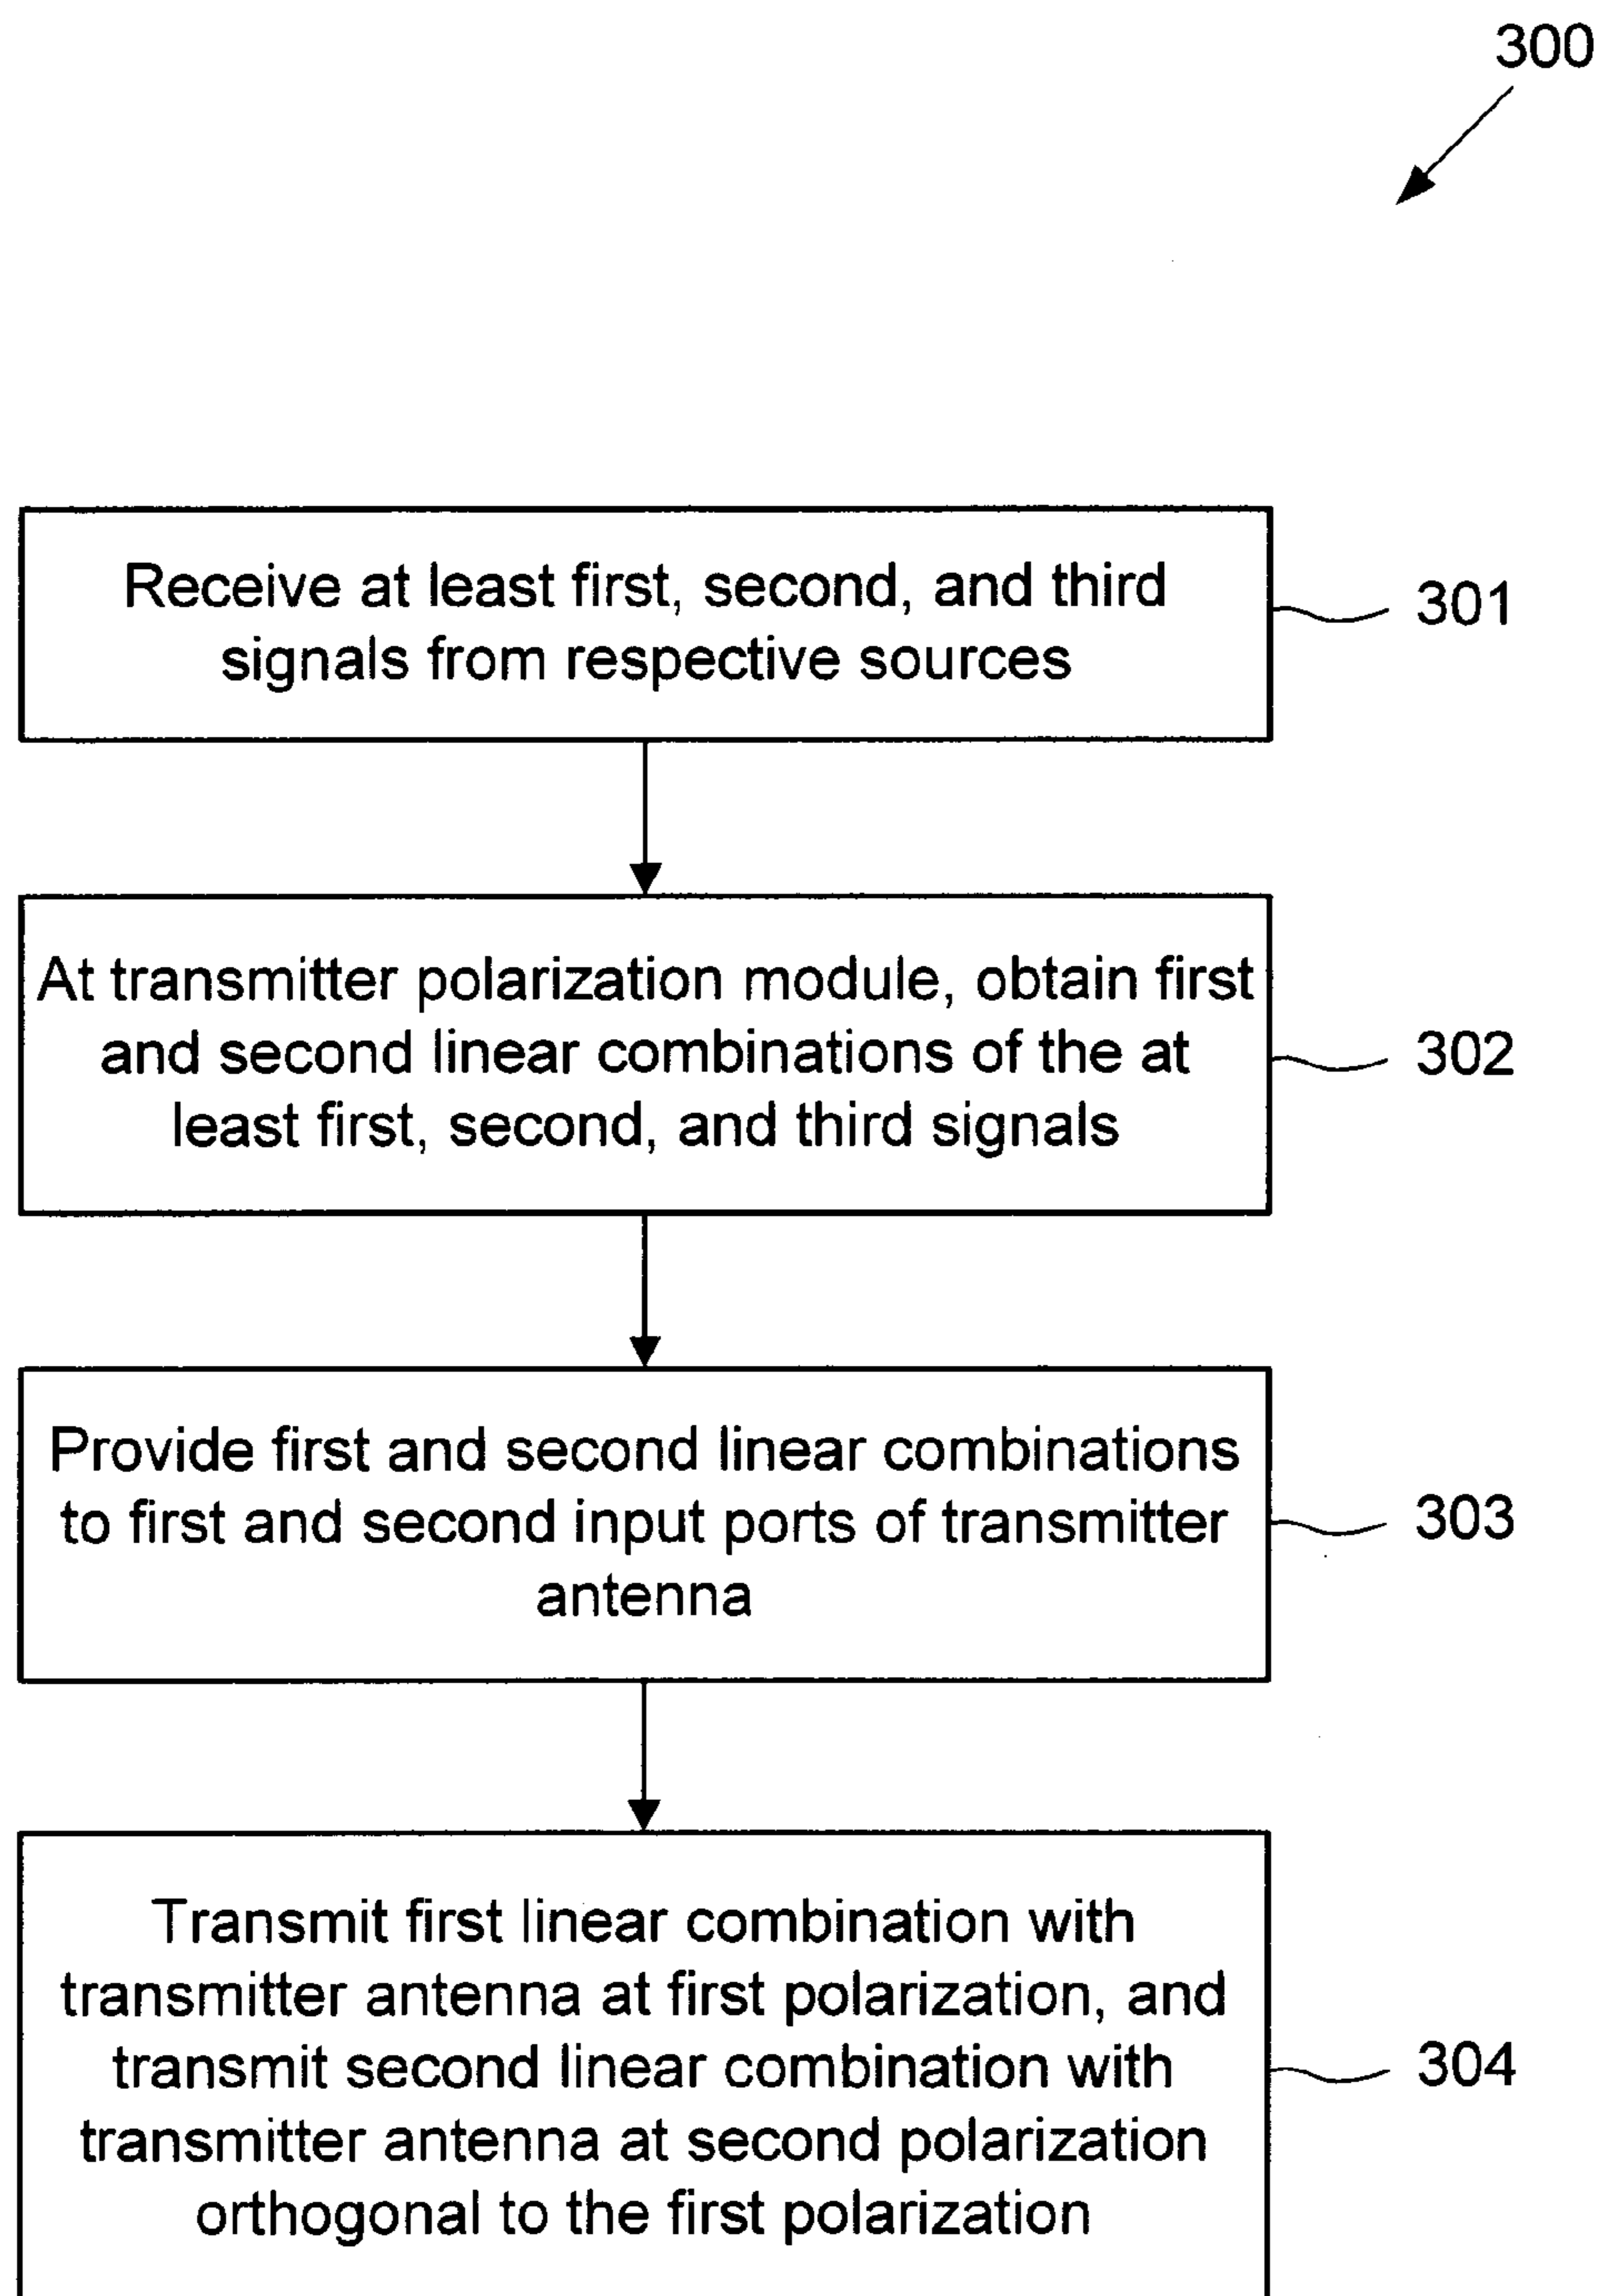 300
Receive at least first, second, and third
signals from respective sources
301
At transmitter polarization module, obtain first
and second linear combinations of the at
least first, second, and third signals
302
Provide first and second linear combinations
to first and second input ports of transmitter
antenna
303
Transmit first linear combination with
transmitter antenna at first polarization, and
transmit second linear combination with
transmitter antenna at second polarization
orthogonal to the first polarization
304